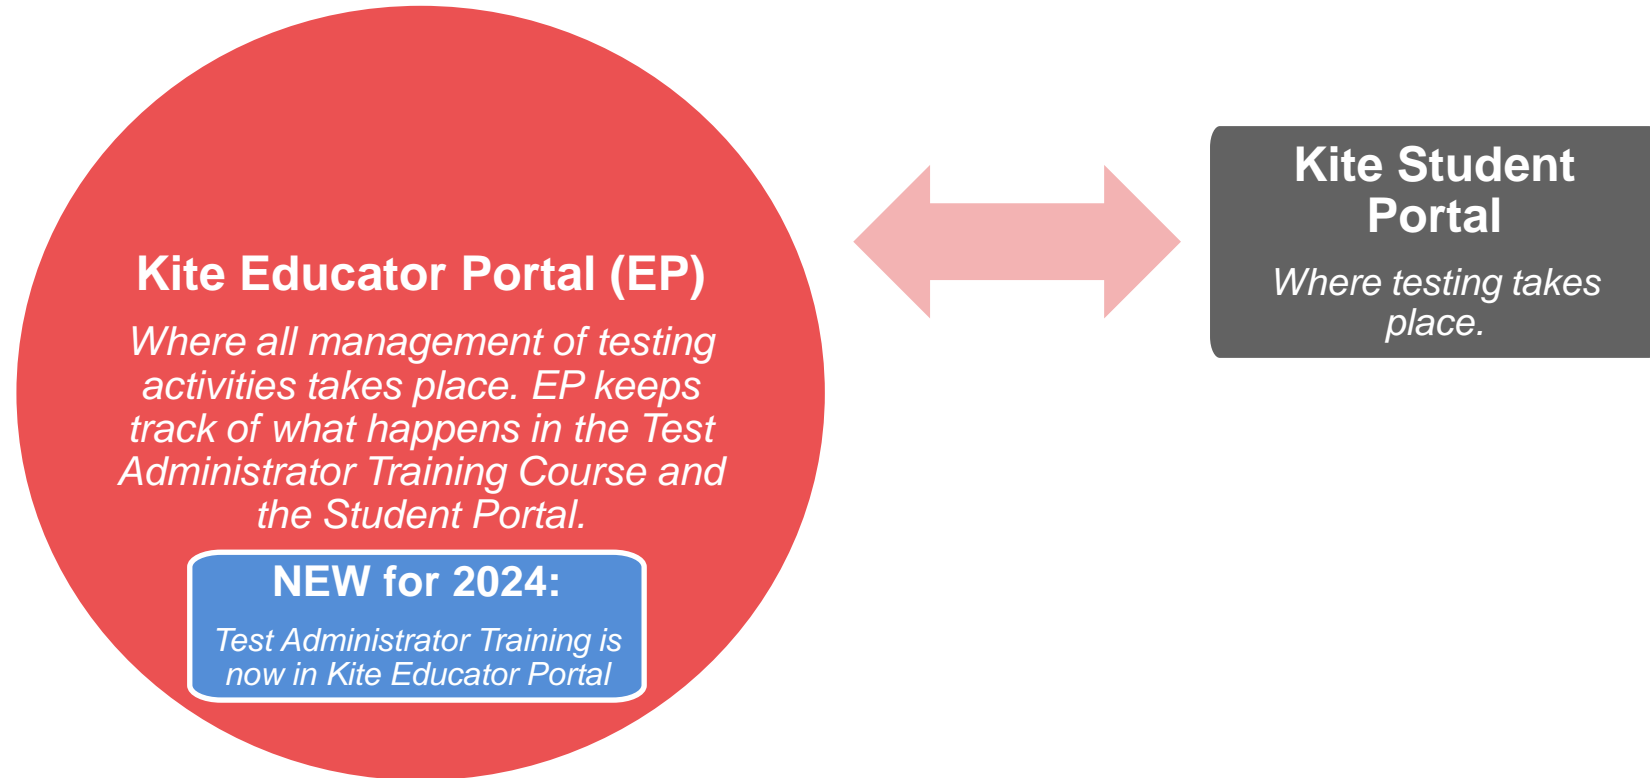 Kite Educator Portal (EP)
Where all management of testing
activities takes place. EP keeps
track of what happens in the Test
Administrator Training Course and
the Student Portal.
NEW for 2024:
Test Administrator Training is
now in Kite Educator Portal
Kite Student
Portal
Where testing takes
place.